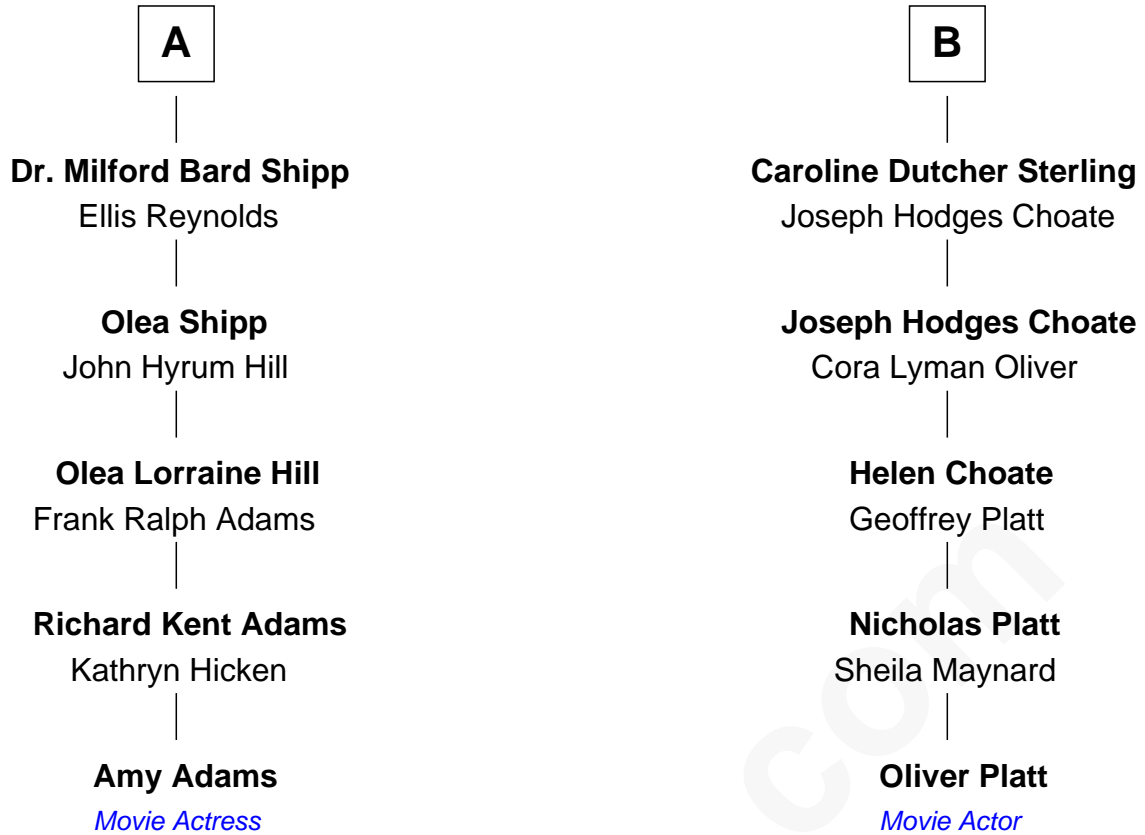 A
Dr. Milford Bard Shipp
Ellis Reynolds
Olea Shipp
John Hyrum Hill
Olea Lorraine Hill
Frank Ralph Adams
Richard Kent Adams
Kathryn Hicken
Amy Adams
Movie Actress
B
Caroline Dutcher Sterling
Joseph Hodges Choate
Joseph Hodges Choate
Cora Lyman Oliver
Helen Choate
Geoffrey Platt
Nicholas Platt
Sheila Maynard
Oliver Platt
Movie Actor
com